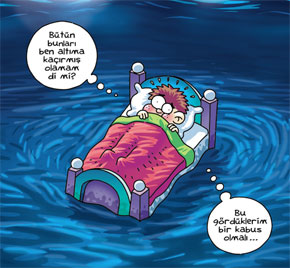 Bütün
bunları
ben altıma
kaçırmış
olamam
di mi?
Bu
gördüklerim
bir kabus
olmalı...